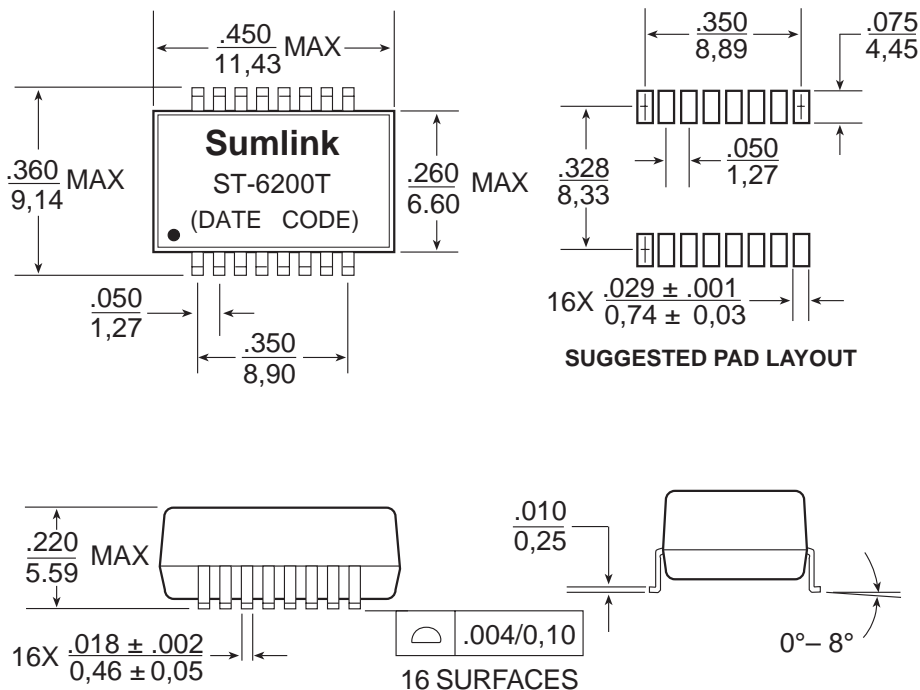 .450 MAX
11,43
.350
8,89
.075
4,45
.360 MAX
9,14
Sumlink
ST-6200T
(DATE CODE)
.260 MAX
6.60
.328
8,33
.050
1,27
.050
1,27
.350
8,90
16X .029 ± .001
0,74 ± 0,03
SUGGESTED PAD LAYOUT
.220 MAX
5.59
.010
0,25
16X .018 ± .002
0,46 ± 0,05
.004/0,10
16 SURFACES
0°– 8°